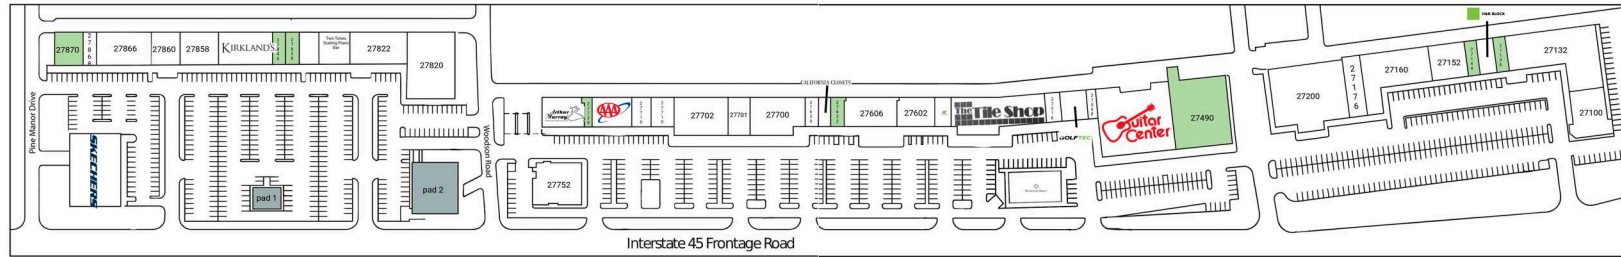 H&R BLOCK
27870
27868
27866
27860
27858
KIRKLAND'S
Two Tones
Dueling Piano
Bar
27822
27820
27132
27152
27160
27176
27200
27100
CALIFORNIA CLOSETS
Arthur
Murray
AAA
27702
27701
27700
27606
27602
The
Tile Shop
GOLFTEC
Guitar
Center
27490
Pine Manor Drive
SKECHERS
pad 1
pad 2
Woodson Road
27752
Interstate 45 Frontage Road